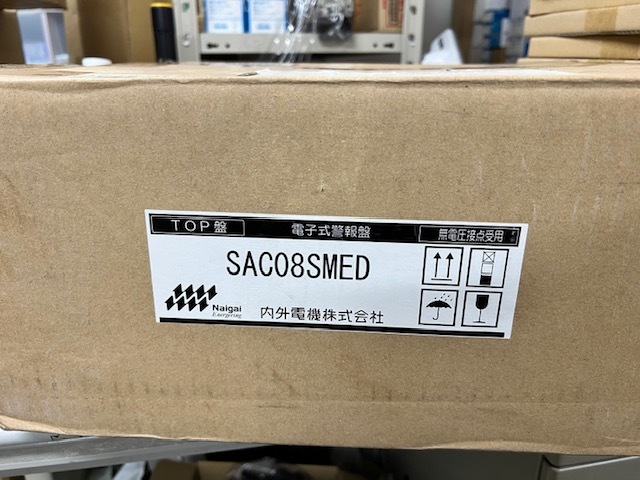 TOP盤 電子式警報盤 無電圧接点受用
SAC08SMED
Naigai
Energering
内外電機株式会社